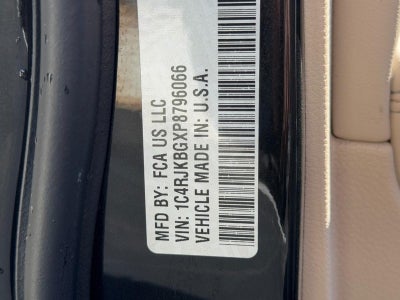 MFD BY: FCA US LLC
VIN: 1C4RJKBGXP8796066
VEHICLE MADE IN: U.S.A.